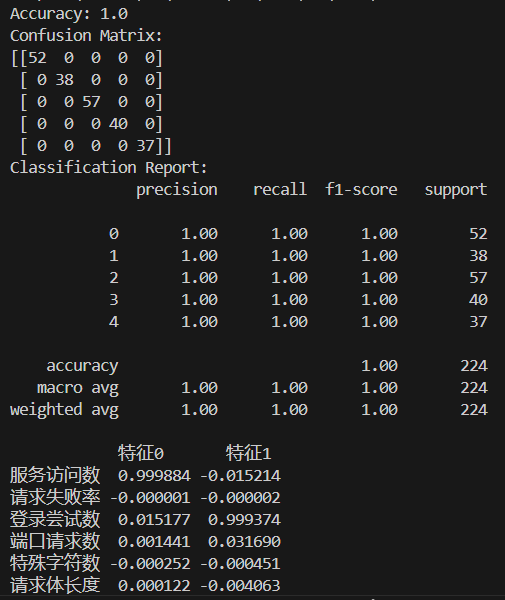 Accuracy: 1.0
Confusion Matrix:
[[52  0  0  0  0]
 [ 0 38  0  0  0]
 [ 0  0 57  0  0]
 [ 0  0  0 40  0]
 [ 0  0  0  0 37]]
Classification Report:
              precision    recall  f1-score   support

           0       1.00      1.00      1.00        52
           1       1.00      1.00      1.00        38
           2       1.00      1.00      1.00        57
           3       1.00      1.00      1.00        40
           4       1.00      1.00      1.00        37

    accuracy                           1.00       224
   macro avg       1.00      1.00      1.00       224
weighted avg       1.00      1.00      1.00       224

            特征0       特征1
服务访问数  0.999884 -0.015214
请求失败率 -0.000001 -0.000002
登录尝试数  0.015177  0.999374
端口请求数  0.001441  0.031690
特殊字符数 -0.000252 -0.000451
请求体长度  0.000122 -0.004063